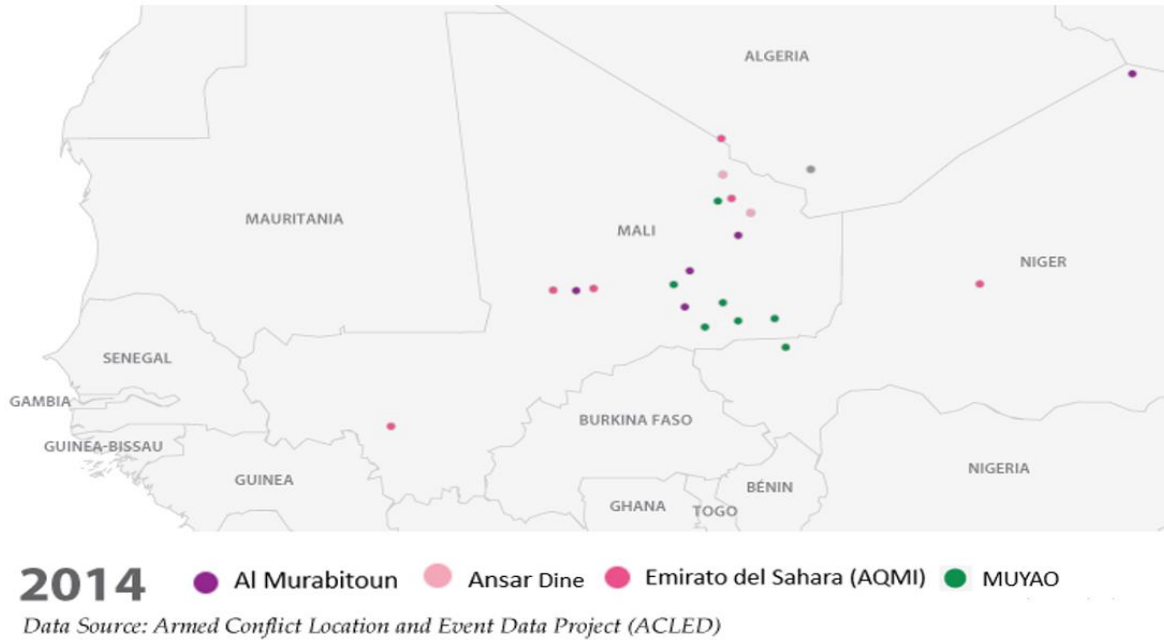 ALGERIA
MAURITANIA
MALI
NIGER
SENEGAL
GAMBIA
BURKINA FASO
GUINEA-BISSAU
NIGERIA
GUINEA
BÉNIN
GHANA
TOGO
2014 Al Murabitoun Ansar Dine Emirato del Sahara (AQMI) MUYAO
Data Source: Armed Conflict Location and Event Data Project (ACLED)